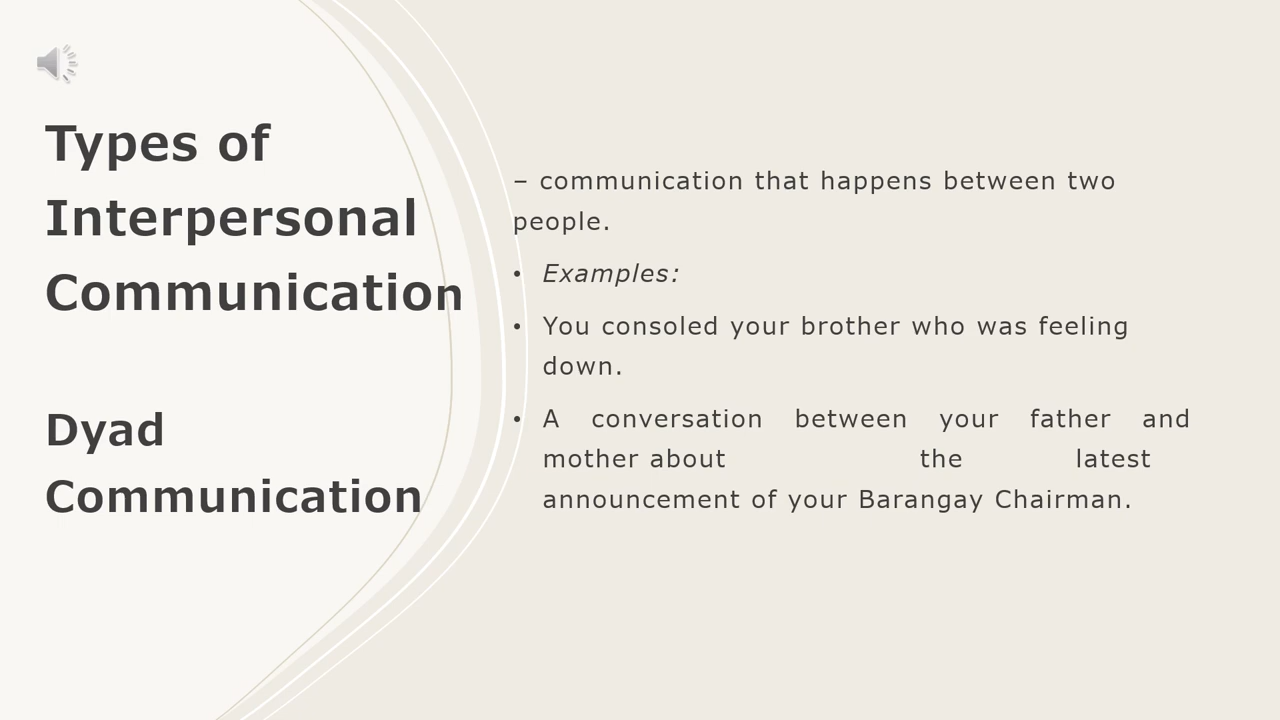 Types of
Interpersonal
Communication
Dyad
Communication
– communication that happens between two
people.
• Examples:
• You consoled your brother who was feeling
down.
• A conversation between your father and
mother about the latest
announcement of your Barangay Chairman.